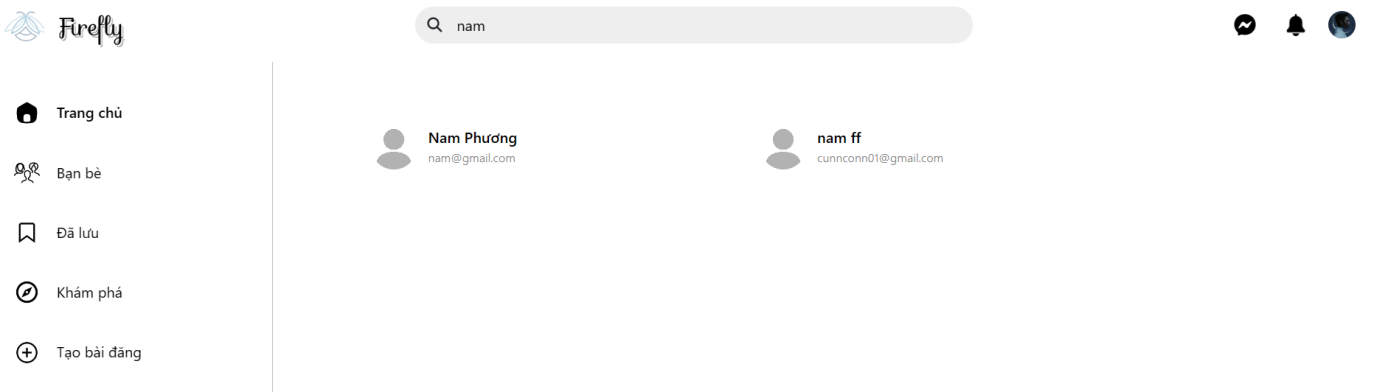 Firefly
nam
Trang chủ
Bạn bè
Đã lưu
Khám phá
Tạo bài đăng
Nam Phương
nam@gmail.com
nam ff
cunnconn01@gmail.com